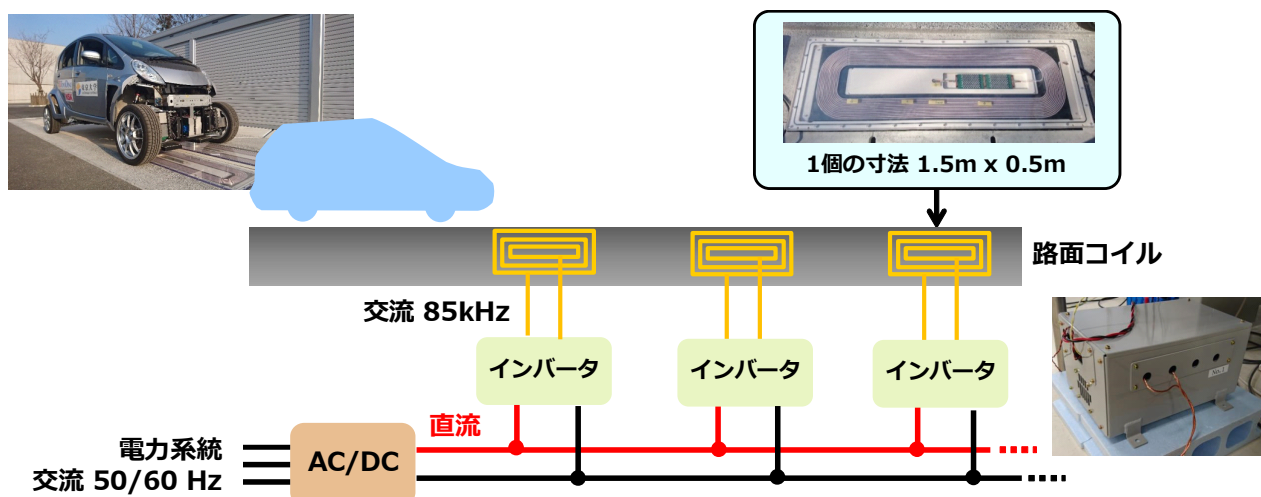 1個の寸法 1.5m x 0.5m
路面コイル
交流 85kHz
インバータ
インバータ
インバータ
直流
電力系統
交流 50/60 Hz
AC/DC